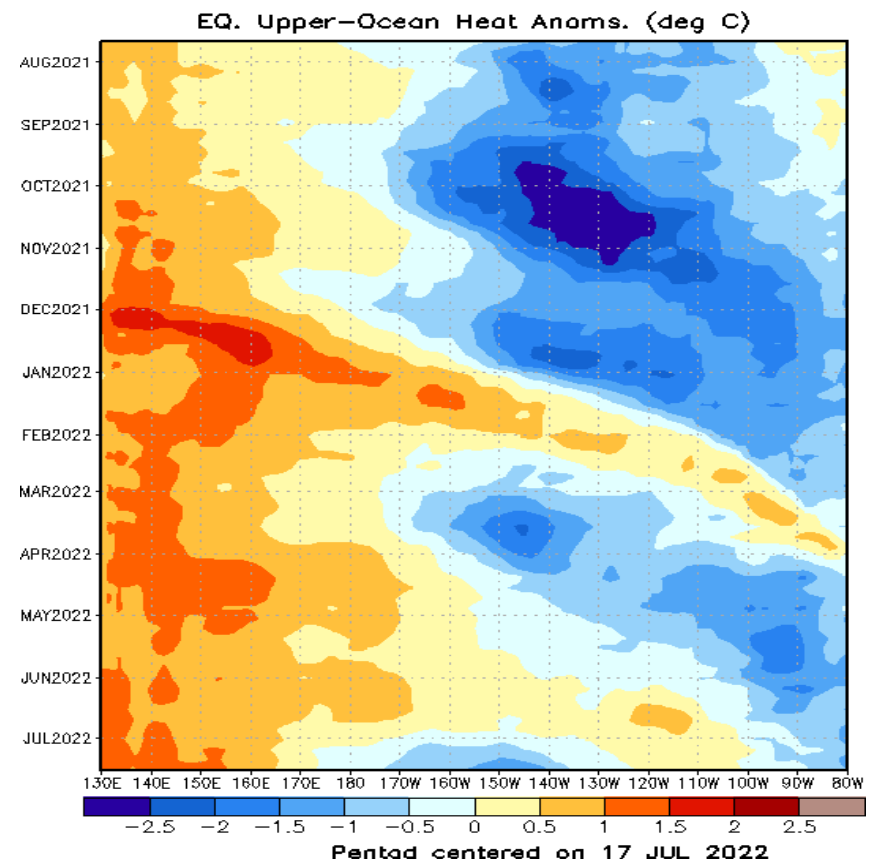 EQ. Upper-Ocean Heat Anoms. (deg C)
AUG2021
SEP2021
OCT2021
NOV2021
DEC2021
JAN2022
FEB2022
MAR2022
APR2022
MAY2022
JUN2022
JUL2022
130E 140E 150E 160E 170E 180 170W 160W 150W 140W 130W 120W 110W 100W 90W 80W
-2.5 -2 -1.5 -1 -0.5 0 0.5 1 1.5 2 2.5
Pentad centered on 17 JUL 2022